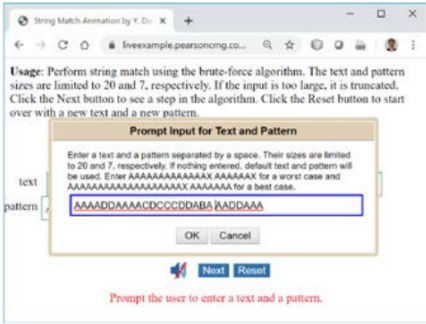 String Match Animation by Y. Da
liveexample.pearsoncmg.co...
Usage: Perform string match using the brute-force algorithm. The text and pattern
sizes are limited to 20 and 7, respectively. If the input is too large, it is truncated.
Click the Next button to see a step in the algorithm. Click the Reset button to start
over with a new text and a new pattern.
Prompt Input for Text and Pattern
Enter a text and a pattern separated by a space. Their sizes are limited
to 20 and 7, respectively. If nothing entered, default text and pattern will
be used. Enter AAAAAAAAAAAAAX AAAAAAX for a worst case and
AAAAAAAAAAAAAAAAAAAX AAAAAAA for a best case.
text
pattern
AAAADDAAAACDCCCDDABA AADDAAA
OK Cancel
Next Reset
Prompt the user to enter a text and a pattern.